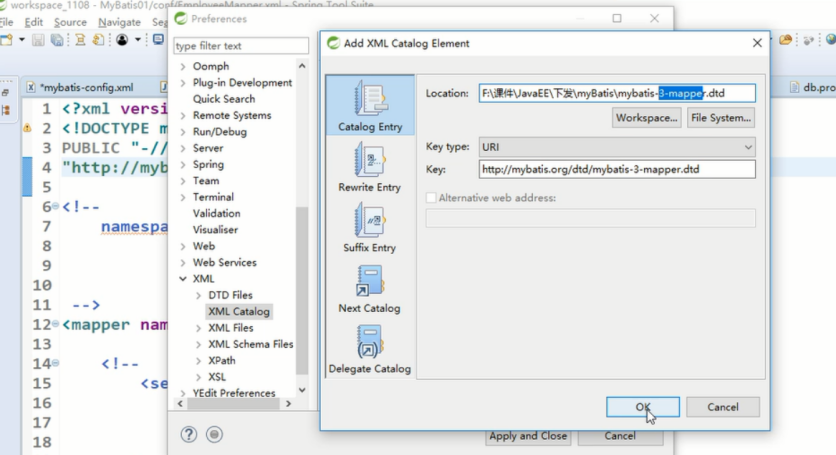 workspace_1108 - MyBatis01/conf/EmployeeMapper.xml - Spring Tool Suite
File Edit Source Navigate Se
*mybatis-config.xml
db.pro
1 <?xml versi
2 <!DOCTYPE m
3 PUBLIC "-//
4 "http://myb
5
6 <!--
7 namespa
8
9
10
11 -->
12 <mapper nam
13
14 <!--
15 <se
16
17
18
Preferences
type filter text
Oomph
Plug-in Development
Quick Search
Remote Systems
Run/Debug
Server
Spring
Team
Terminal
Validation
Visualiser
Web
Web Services
XML
DTD Files
XML Catalog
XML Files
XML Schema Files
XPath
XSL
YEdit Preferences
Apply and Close
Cancel
Add XML Catalog Element
Catalog Entry
Rewrite Entry
Suffix Entry
Next Catalog
Delegate Catalog
Location: F:\课件\JavaEE\下发\myBatis\mybatis-3-mapper.dtd
Workspace... File System...
Key type: URI
Key: http://mybatis.org/dtd/mybatis-3-mapper.dtd
Alternative web address:
OK Cancel